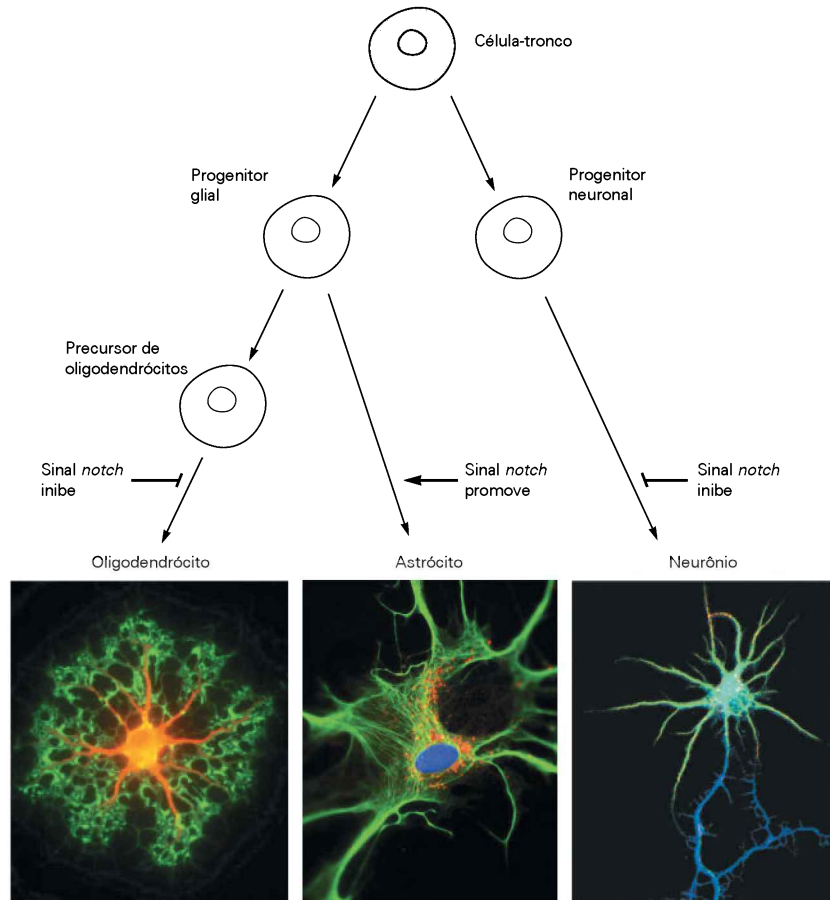 Célula-tronco
Progenitor
glial
Progenitor
neuronal
Precursor de
oligodendrócitos
Sinal notch
inibe
Sinal notch
promove
Sinal notch
inibe
Oligodendrócito
Astrócito
Neurônio